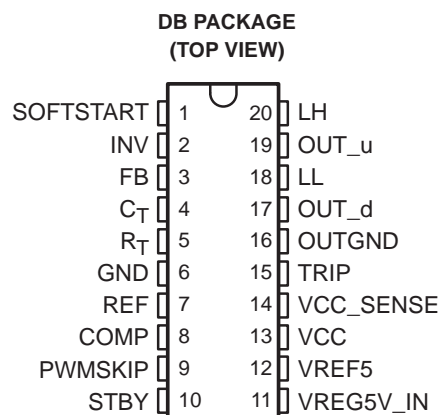 DB PACKAGE
(TOP VIEW)
SOFTSTART 1 20 LH
INV 2 19 OUT_u
FB 3 18 LL
CT 4 17 OUT_d
RT 5 16 OUTGND
GND 6 15 TRIP
REF 7 14 VCC_SENSE
COMP 8 13 VCC
PWMSKIP 9 12 VREF5
STBY 10 11 VREG5V_IN